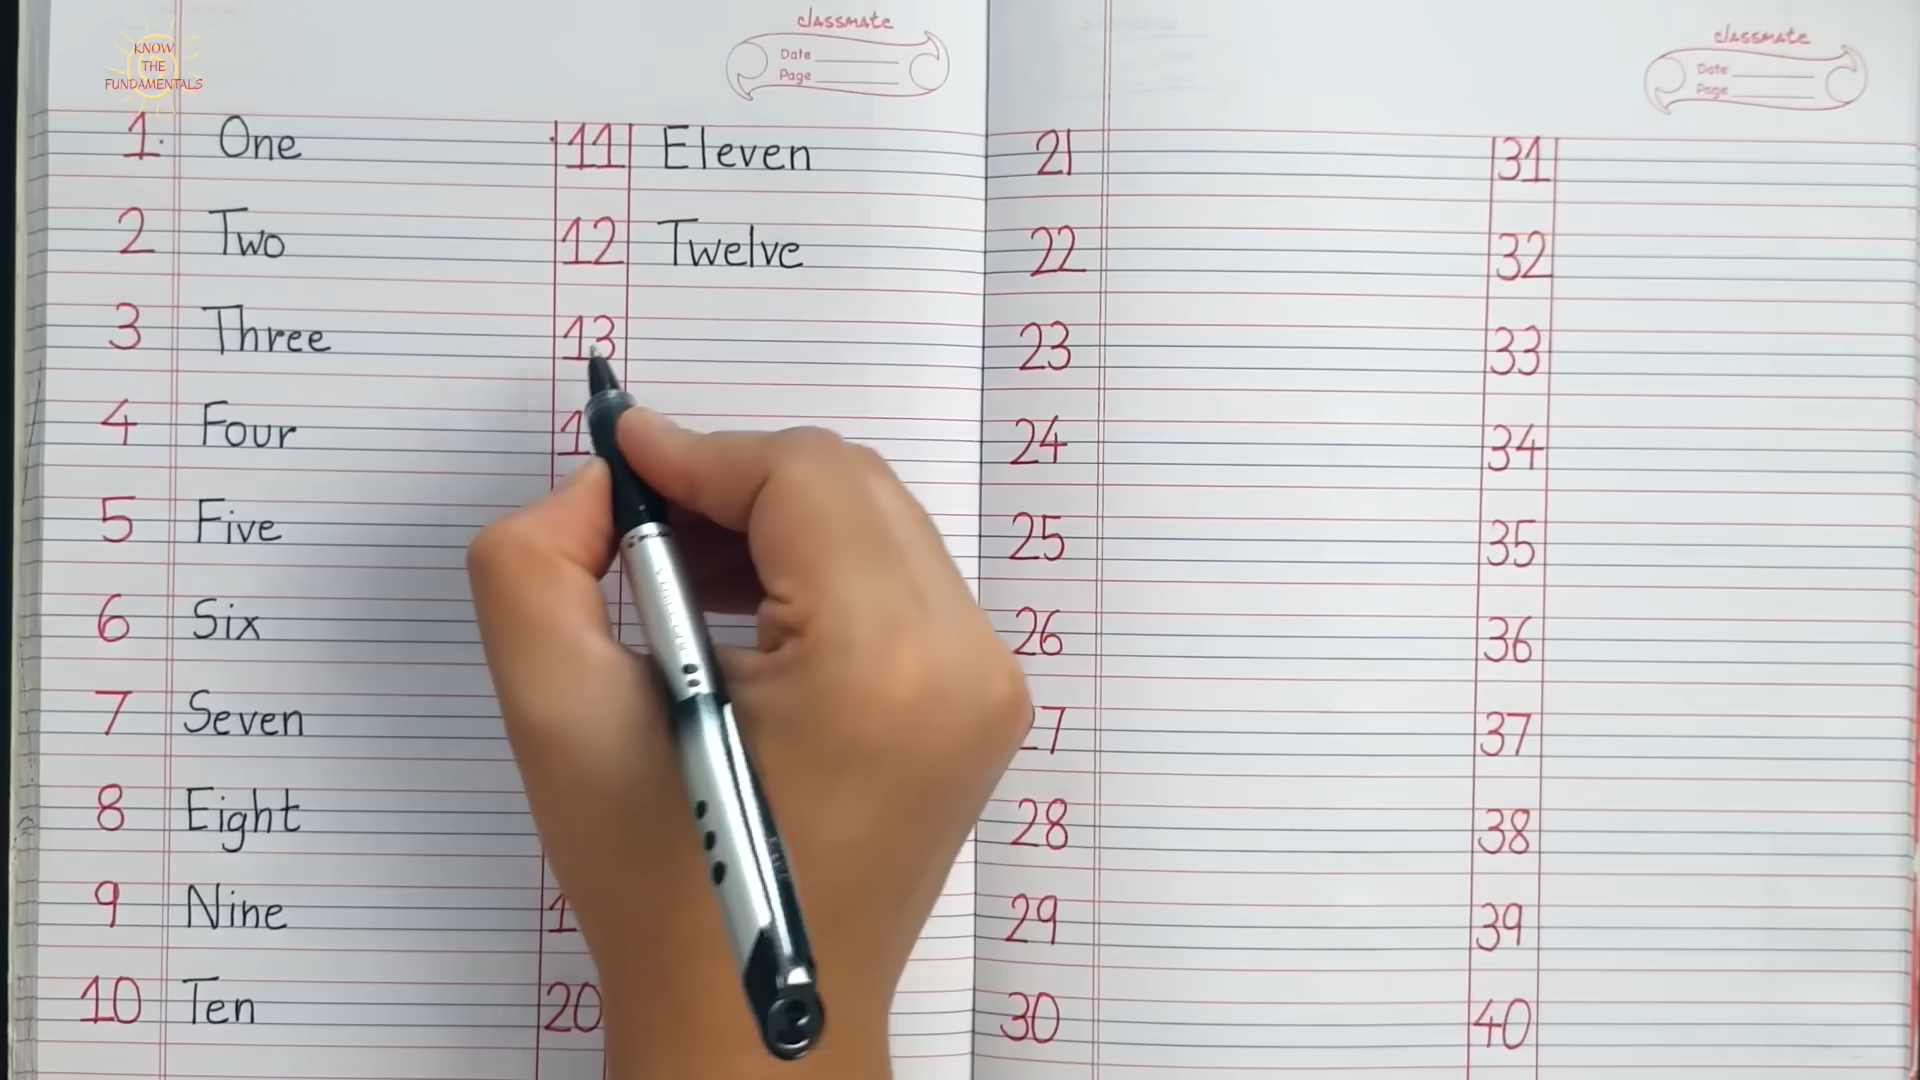 KNOW
THE
FUNDAMENTALS
classmate
Date
Page
1. One
2 Two
3 Three
4 Four
5 Five
6 Six
7 Seven
8 Eight
9 Nine
10 Ten
11 Eleven
12 Twelve
13
20
classmate
Date
Page
21
22
23
24
25
26
28
29
30
31
32
33
34
35
36
37
38
39
40